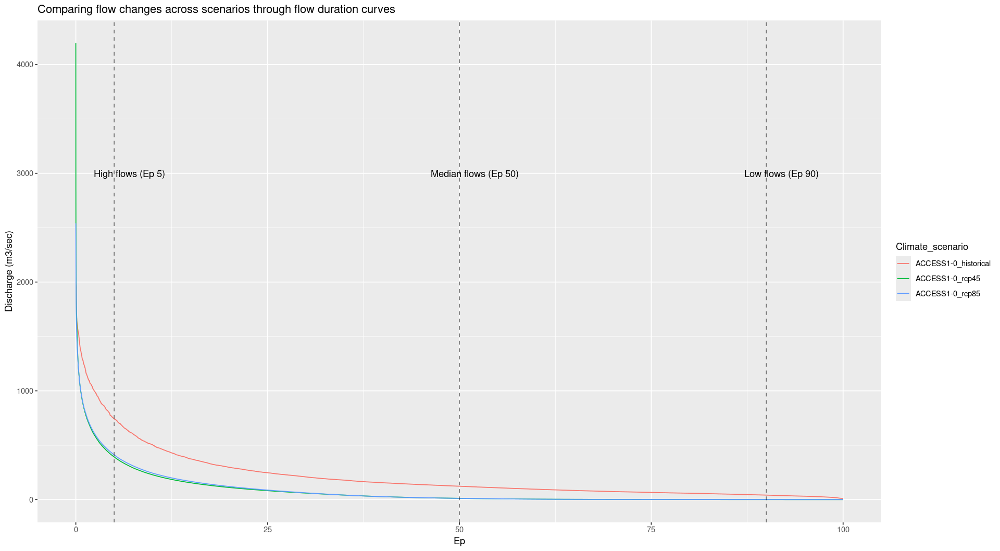 Comparing flow changes across scenarios through flow duration curves
Discharge (m3/sec)
4000
3000
2000
1000
0
High flows (Ep 5)
Median flows (Ep 50)
Low flows (Ep 90)
0
25
50
75
100
Ep
Climate_scenario
ACCESS1-0_historical
ACCESS1-0_rcp45
ACCESS1-0_rcp85